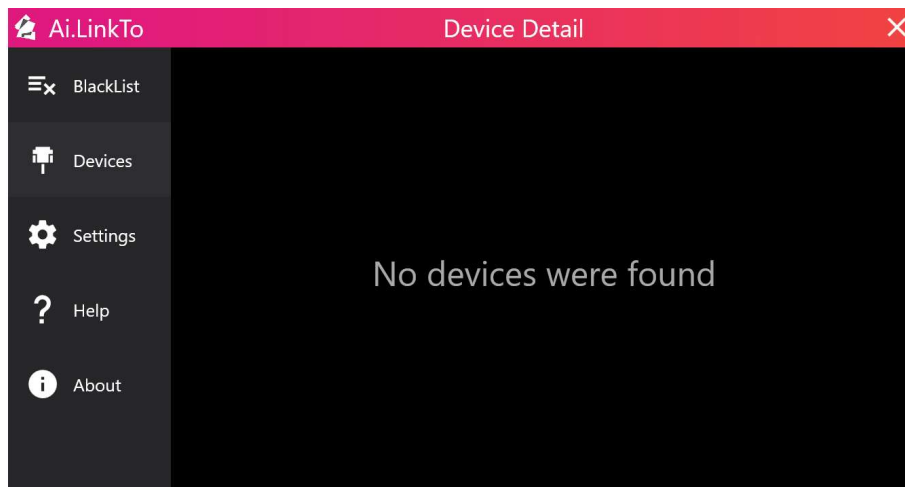 Ai.LinkTo
Device Detail
BlackList
Devices
Settings
Help
About
No devices were found